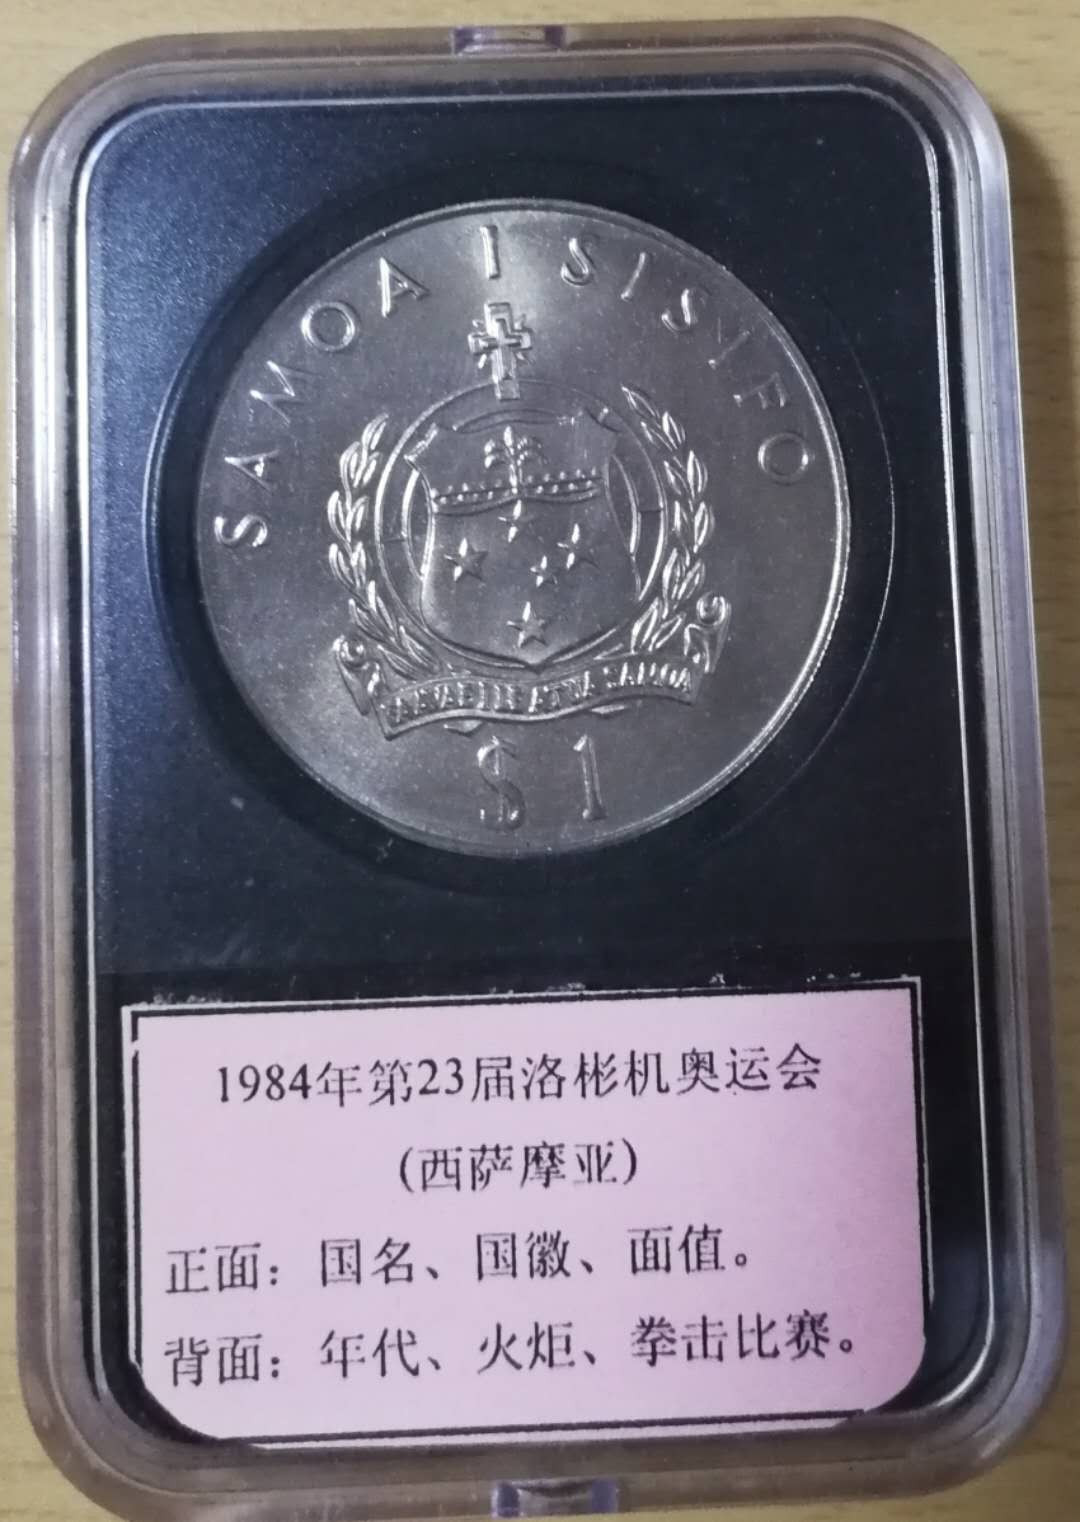 SAMOA I SISIFO
FAAVAE I LE ATUA SAMOA
$1
1984年第23届洛彬机奥运会
(西萨摩亚)
正面：国名、国徽、面值。
背面：年代、火炬、拳击比赛。